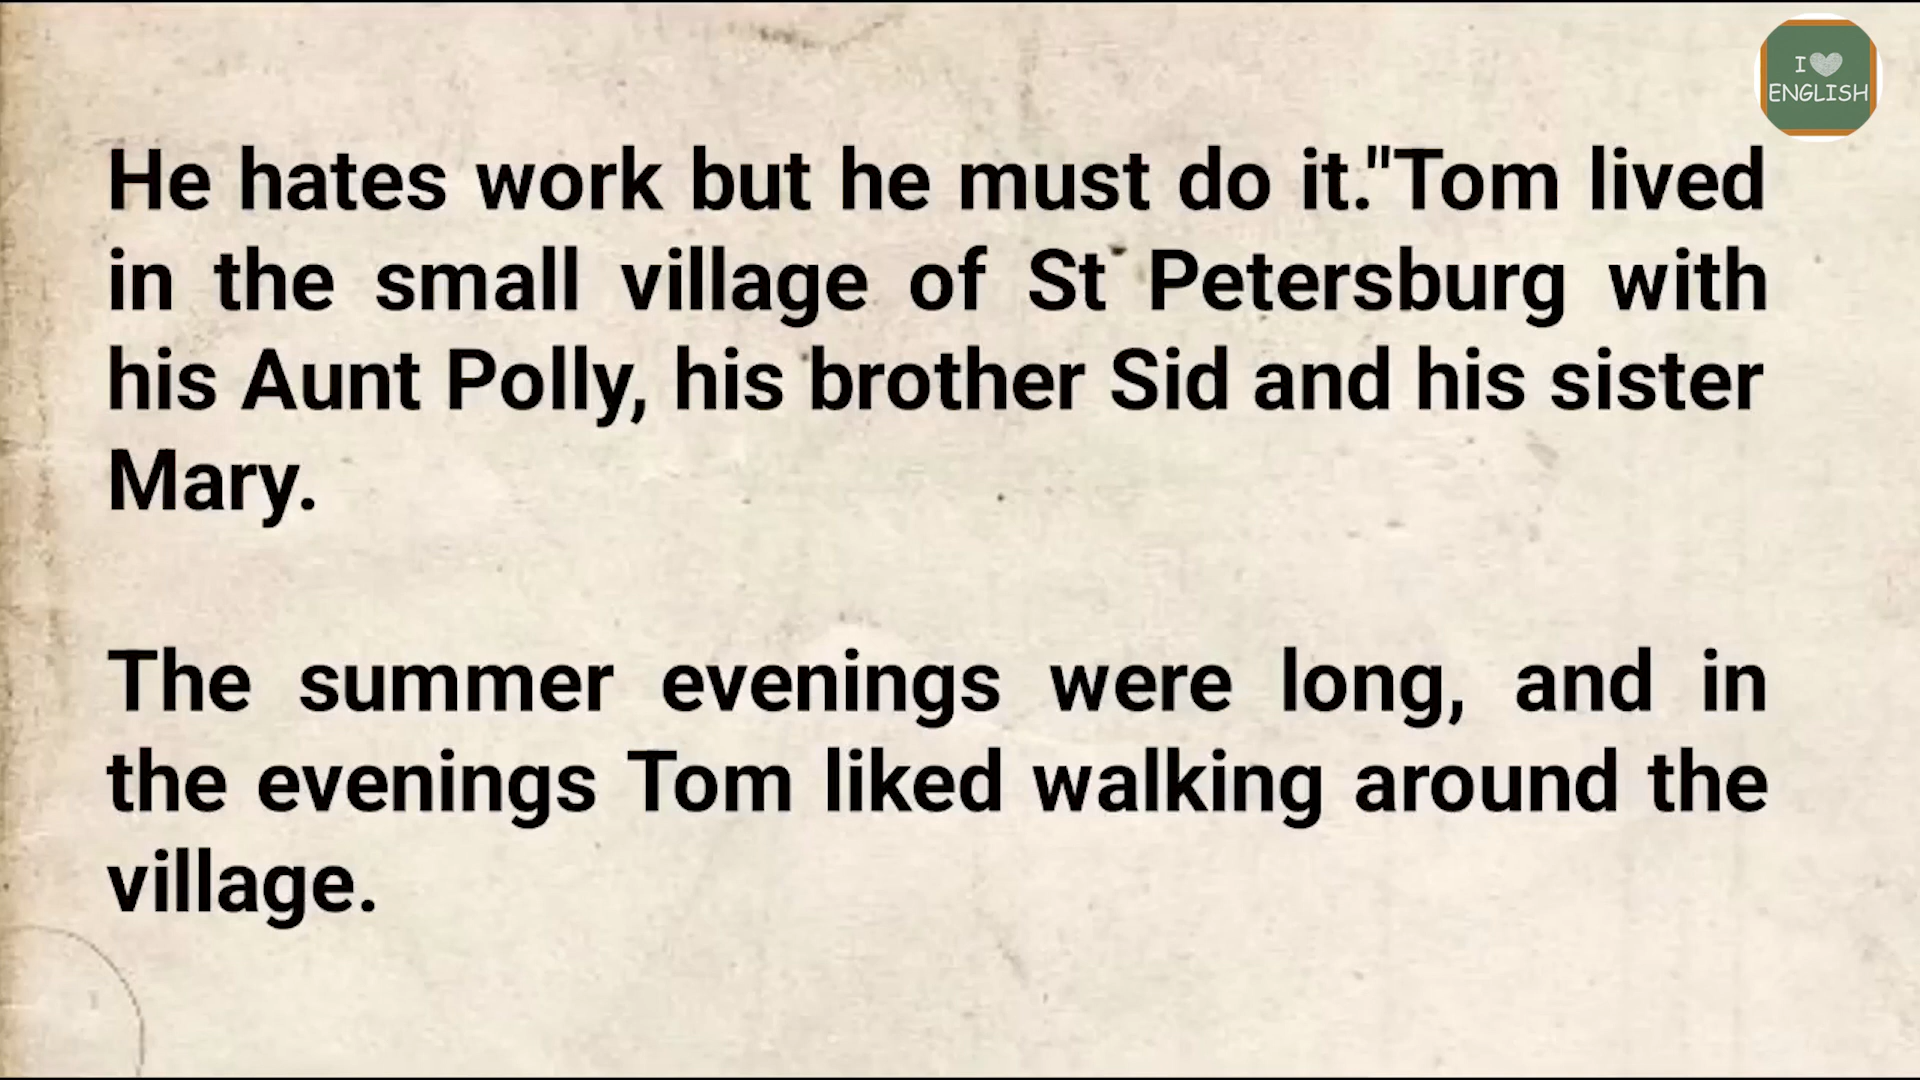 I
ENGLISH
He hates work but he must do it."Tom lived
in the small village of St Petersburg with
his Aunt Polly, his brother Sid and his sister
Mary.
The summer evenings were long, and in
the evenings Tom liked walking around the
village.